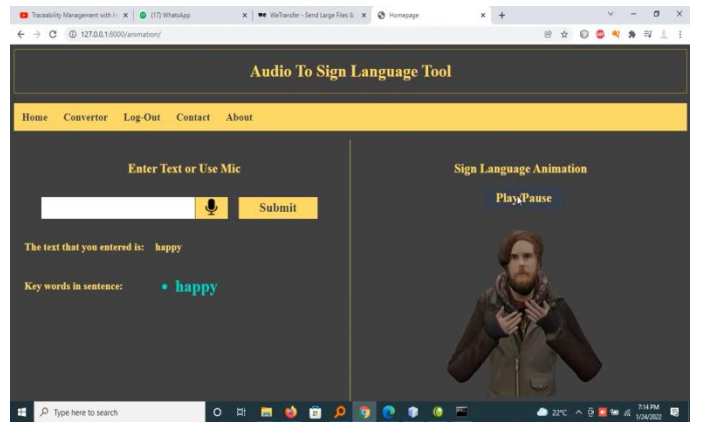 Traceability Management with In
(17) WhatsApp
WeTransfer - Send Large Files &
Homepage
127.0.0.1:8000/animation/
Audio To Sign Language Tool
Home Convertor Log-Out Contact About
Enter Text or Use Mic
Submit
The text that you entered is: happy
Key words in sentence:
happy
Sign Language Animation
Play/Pause
Type here to search
22°C
7:14 PM
1/24/2022